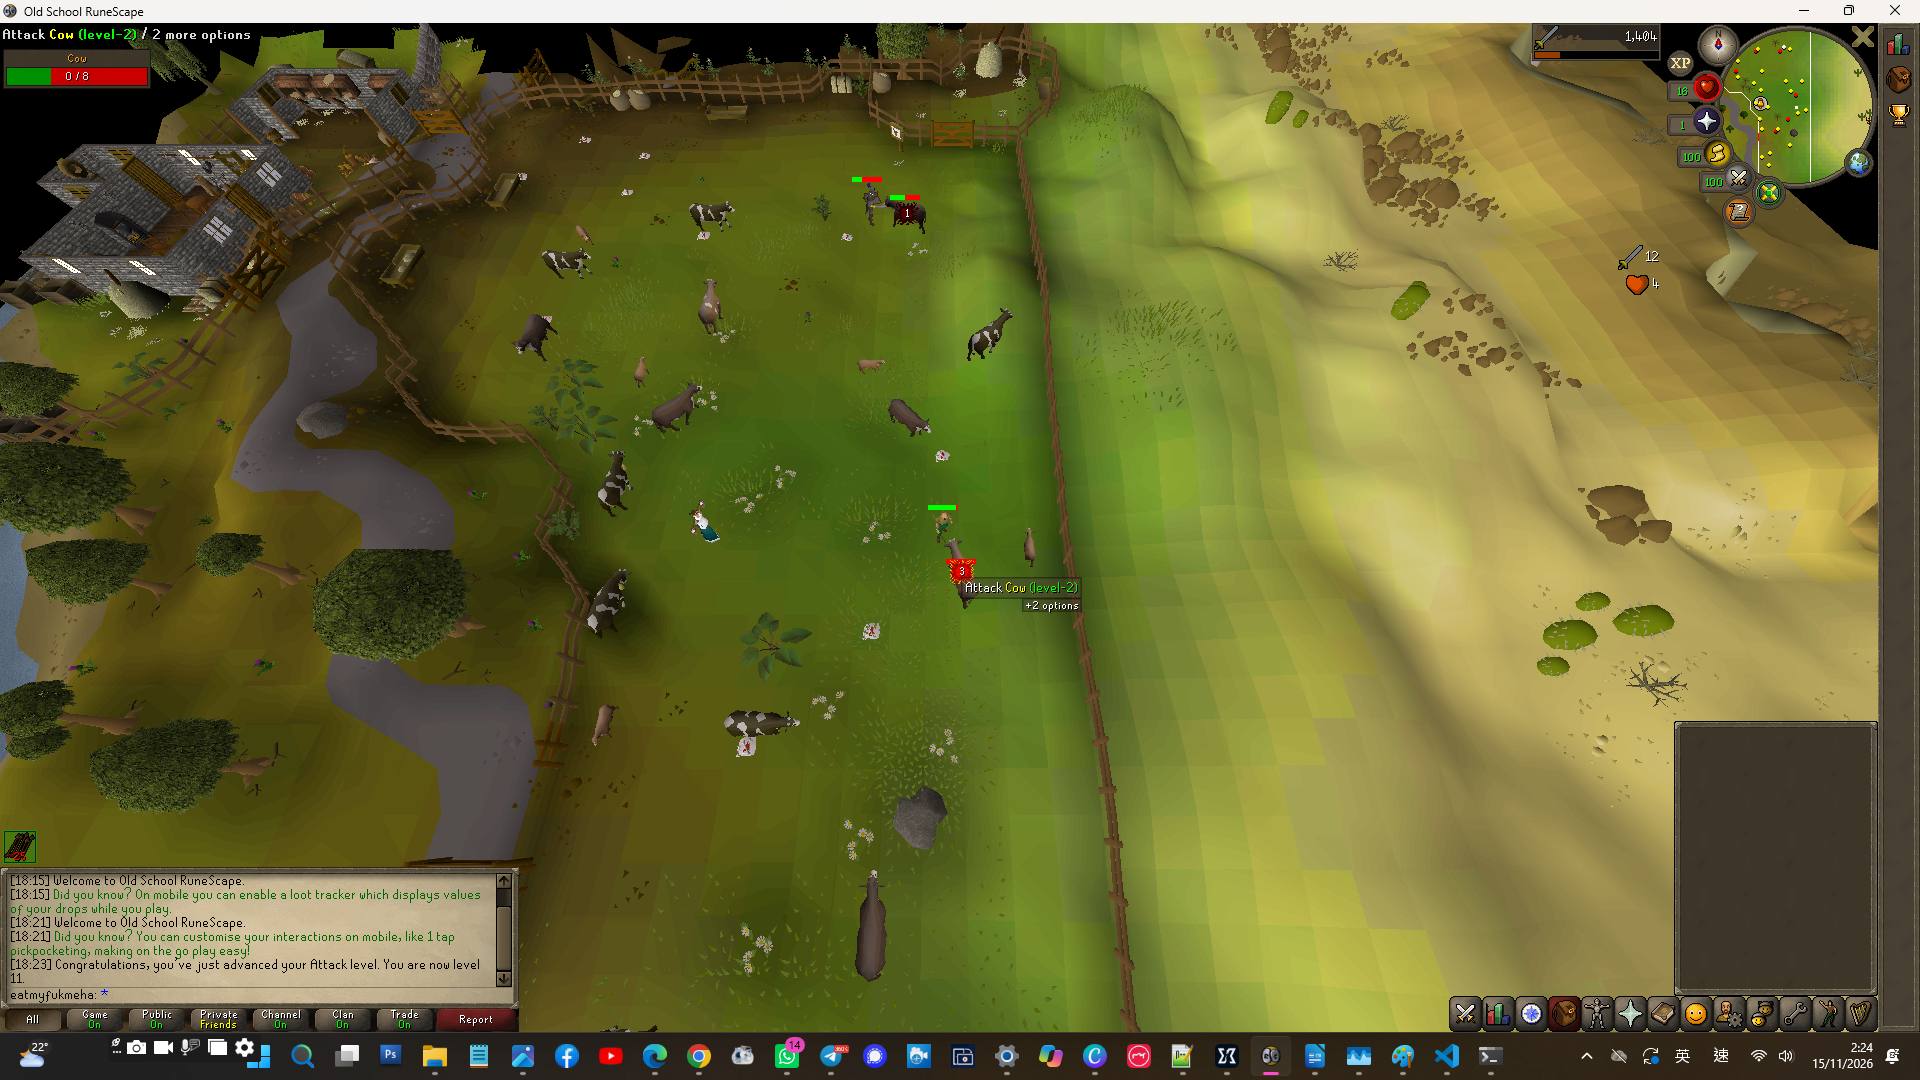 Old School RuneScape
Attack Cow (level-2) / 2 more options
Cow
0 / 8
1,404
N
XP
16
1
100
100
12
4
1
3
Attack Cow (level-2)
+2 options
[18:15] Welcome to Old School RuneScape.
[18:15] Did you know? On mobile you can enable a loot tracker which displays values
of your drops while you play.
[18:21] Welcome to Old School RuneScape.
[18:21] Did you know? You can customise your interactions on mobile, like 1 tap
pickpocketing, making on the go play easy!
[18:23] Congratulations, you've just advanced your Attack level. You are now level
11.
eatmyfukmeha: *
All
Game
On
Public
On
Private
Friends
Channel
On
Clan
On
Trade
On
Report
22°
Ps
14
英
速
2:24
15/11/2026